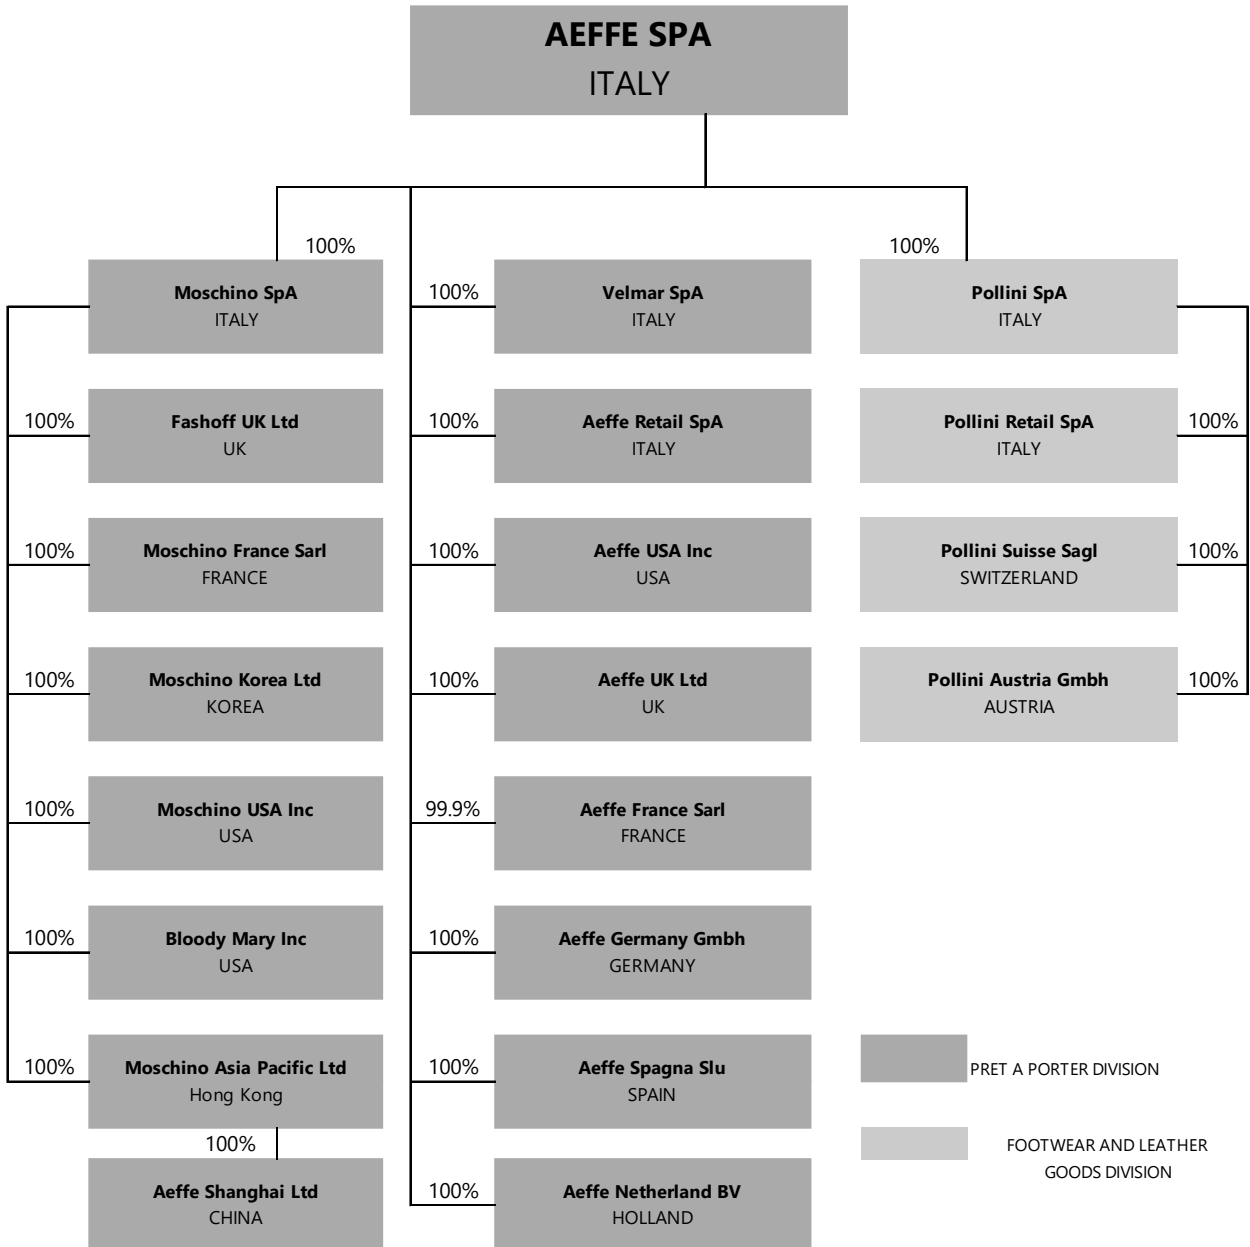 AEFFE SPA
ITALY
100%
100%
Moschino SpA
ITALY
100%
Velmar SpA
ITALY
Pollini SpA
ITALY
100%
Fashoff UK Ltd
UK
100%
Aeffe Retail SpA
ITALY
Pollini Retail SpA
ITALY
100%
100%
Moschino France Sarl
FRANCE
100%
Aeffe USA Inc
USA
Pollini Suisse Sagl
SWITZERLAND
100%
100%
Moschino Korea Ltd
KOREA
100%
Aeffe UK Ltd
UK
Pollini Austria Gmbh
AUSTRIA
100%
100%
Moschino USA Inc
USA
99.9%
Aeffe France Sarl
FRANCE
100%
Bloody Mary Inc
USA
100%
Aeffe Germany Gmbh
GERMANY
100%
Moschino Asia Pacific Ltd
Hong Kong
100%
Aeffe Spagna Slu
SPAIN
PRET A PORTER DIVISION
100%
Aeffe Shanghai Ltd
CHINA
100%
Aeffe Netherland BV
HOLLAND
FOOTWEAR AND LEATHER
GOODS DIVISION